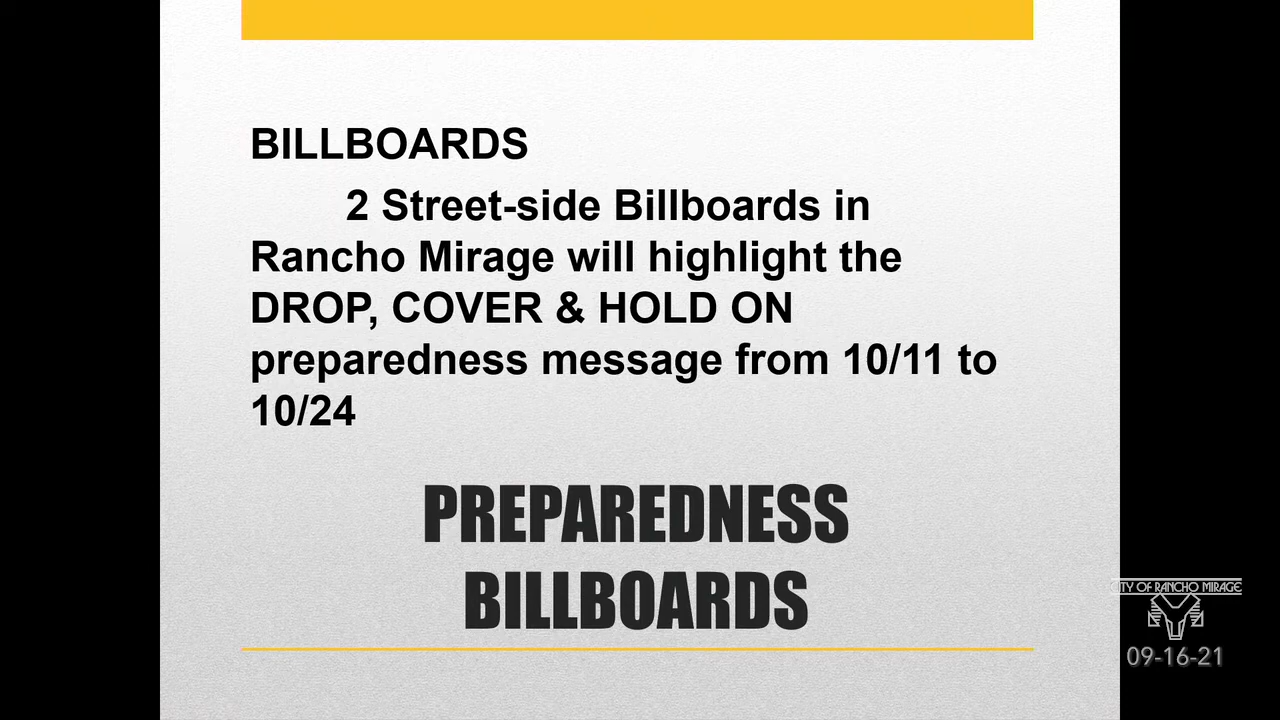 BILLBOARDS
2 Street-side Billboards in
Rancho Mirage will highlight the
DROP, COVER & HOLD ON
preparedness message from 10/11 to
10/24
PREPAREDNESS
BILLBOARDS
CITY OF RANCHO MIRAGE
09-16-21